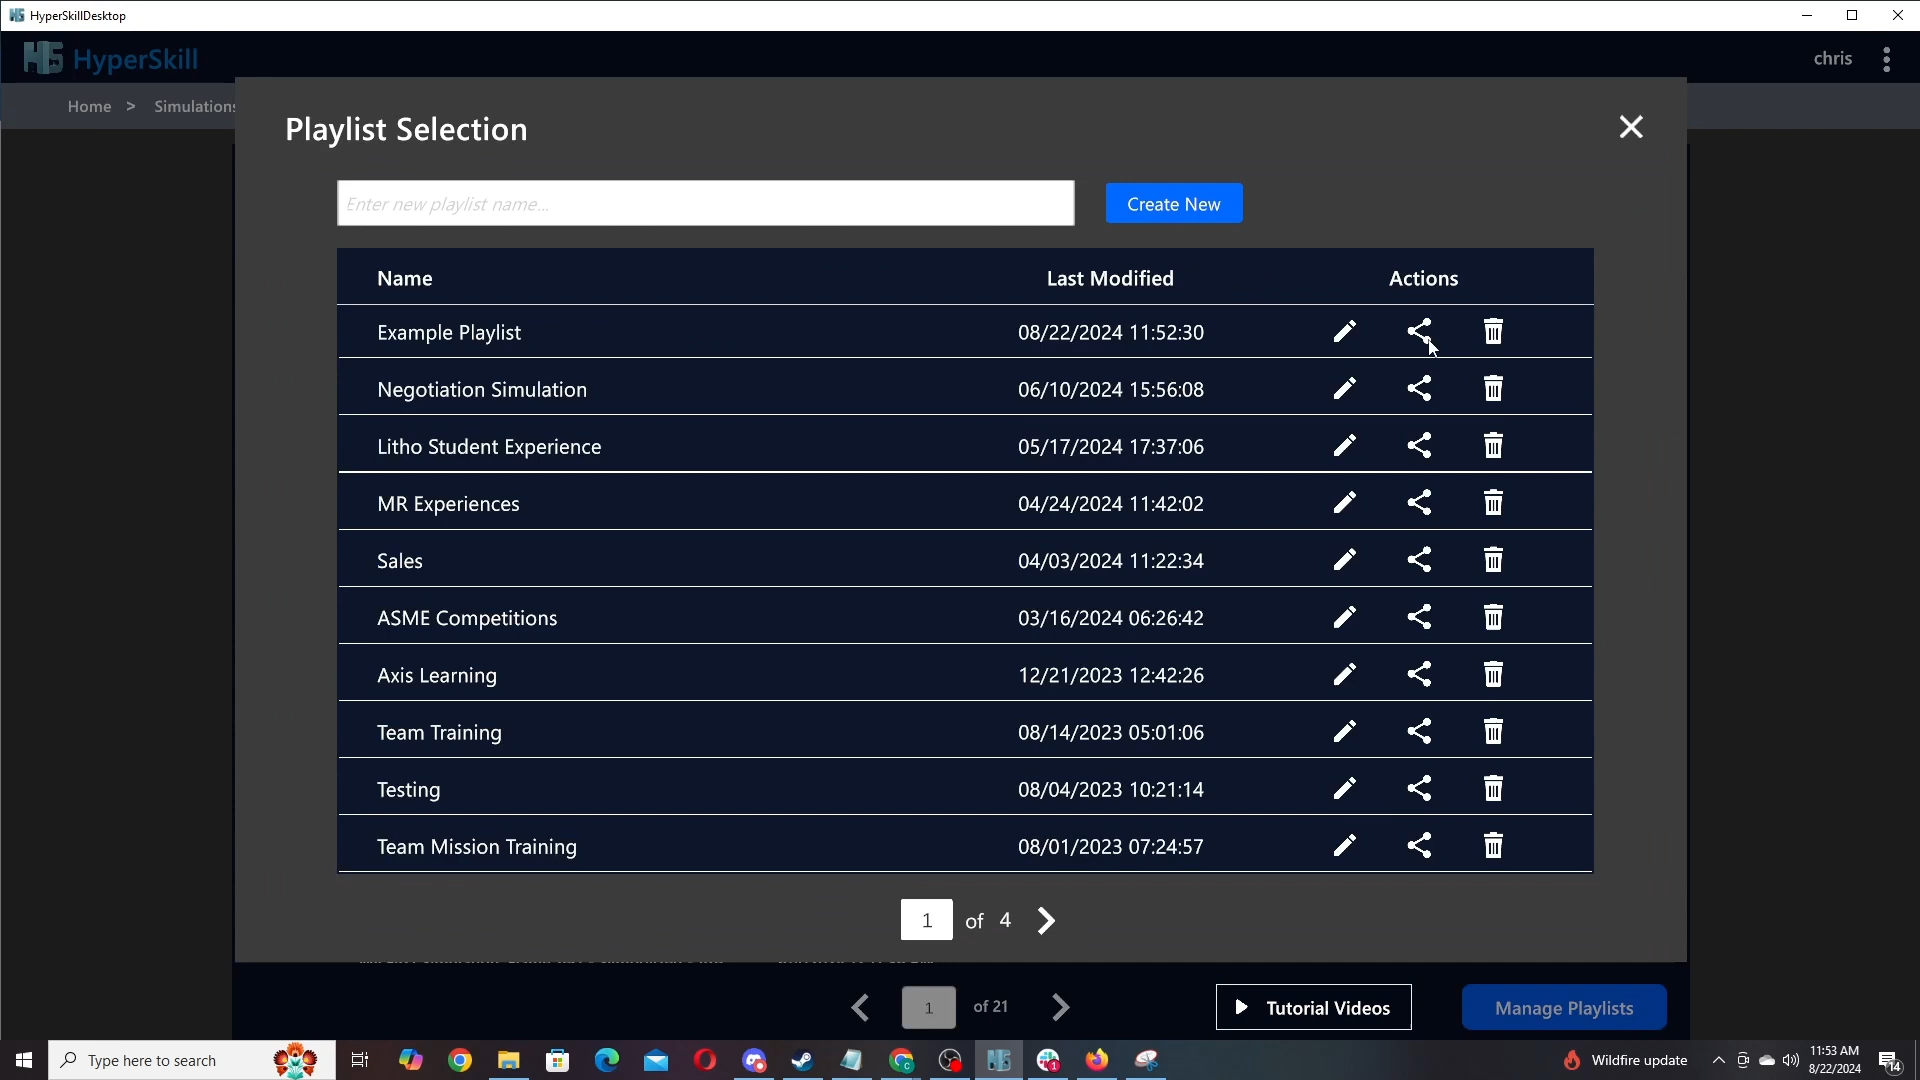 HyperSkillDesktop
HS HyperSkill
chris
Home > Simulations
Playlist Selection
Enter new playlist name...
Create New
Name Last Modified Actions
Example Playlist 08/22/2024 11:52:30
Negotiation Simulation 06/10/2024 15:56:08
Litho Student Experience 05/17/2024 17:37:06
MR Experiences 04/24/2024 11:42:02
Sales 04/03/2024 11:22:34
ASME Competitions 03/16/2024 06:26:42
Axis Learning 12/21/2023 12:42:26
Team Training 08/14/2023 05:01:06
Testing 08/04/2023 10:21:14
Team Mission Training 08/01/2023 07:24:57
1 of 4
1 of 21
Tutorial Videos
Manage Playlists
Type here to search
Wildfire update
11:53 AM
8/22/2024
14